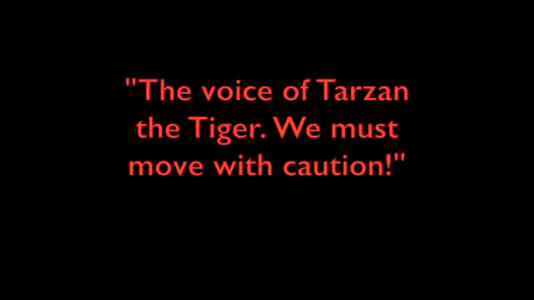 "The voice of Tarzan
the Tiger. We must
move with caution!"